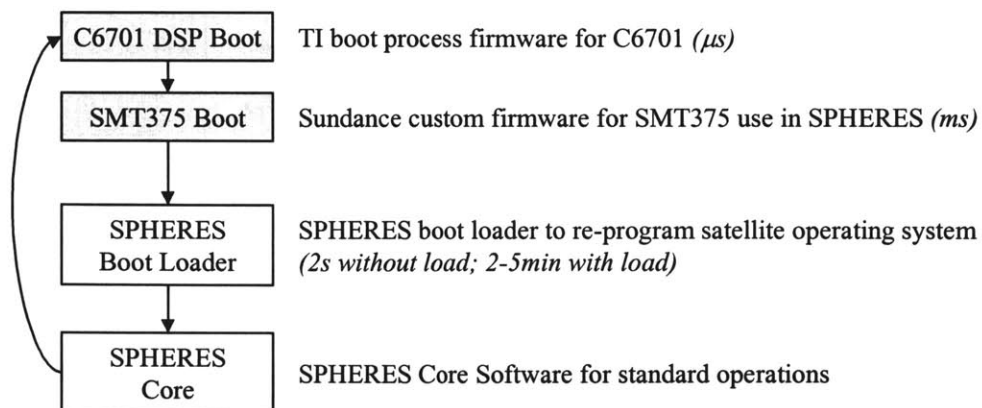 C6701 DSP Boot
TI boot process firmware for C6701 (µs)
SMT375 Boot
Sundance custom firmware for SMT375 use in SPHERES (ms)
SPHERES
Boot Loader
SPHERES boot loader to re-program satellite operating system
(2s without load; 2-5min with load)
SPHERES
Core
SPHERES Core Software for standard operations